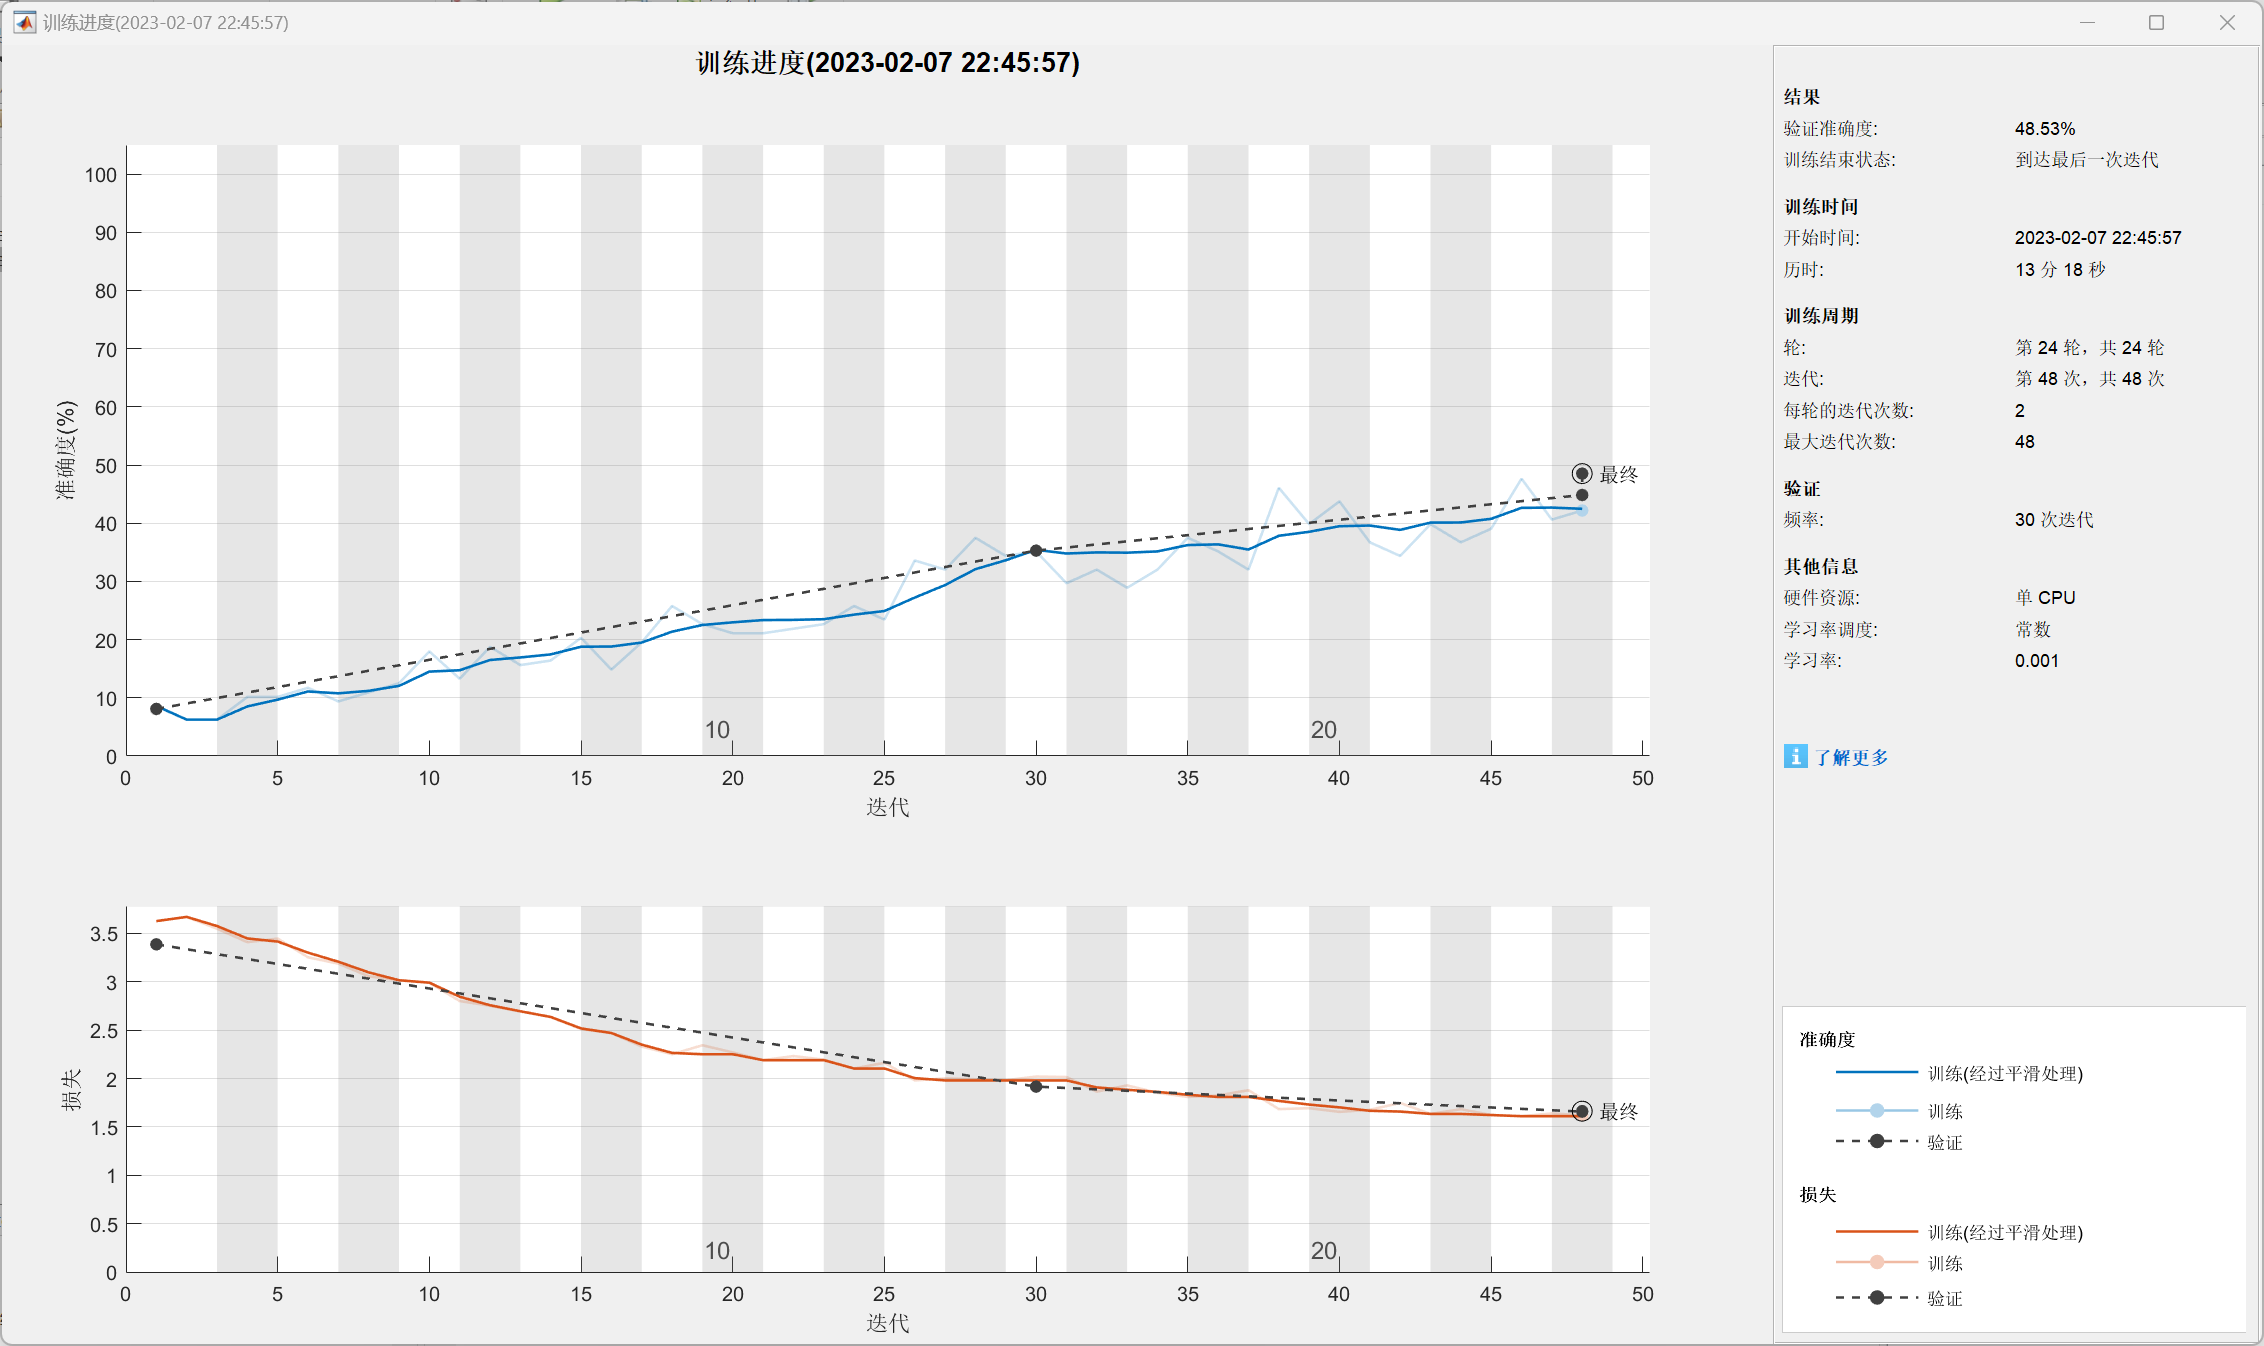 训练进度(2023-02-07 22:45:57)
训练进度(2023-02-07 22:45:57)
准确度(%)
100
90
80
70
60
50
40
30
20
10
0
最终
10
20
0 5 10 15 20 25 30 35 40 45 50
迭代
损失
3.5
3
2.5
2
1.5
1
0.5
0
最终
10
20
0 5 10 15 20 25 30 35 40 45 50
迭代
结果
验证准确度: 48.53%
训练结束状态: 到达最后一次迭代
训练时间
开始时间: 2023-02-07 22:45:57
历时: 13 分 18 秒
训练周期
轮: 第 24 轮，共 24 轮
迭代: 第 48 次，共 48 次
每轮的迭代次数: 2
最大迭代次数: 48
验证
频率: 30 次迭代
其他信息
硬件资源: 单 CPU
学习率调度: 常数
学习率: 0.001
i 了解更多
准确度
训练(经过平滑处理)
训练
验证
损失
训练(经过平滑处理)
训练
验证